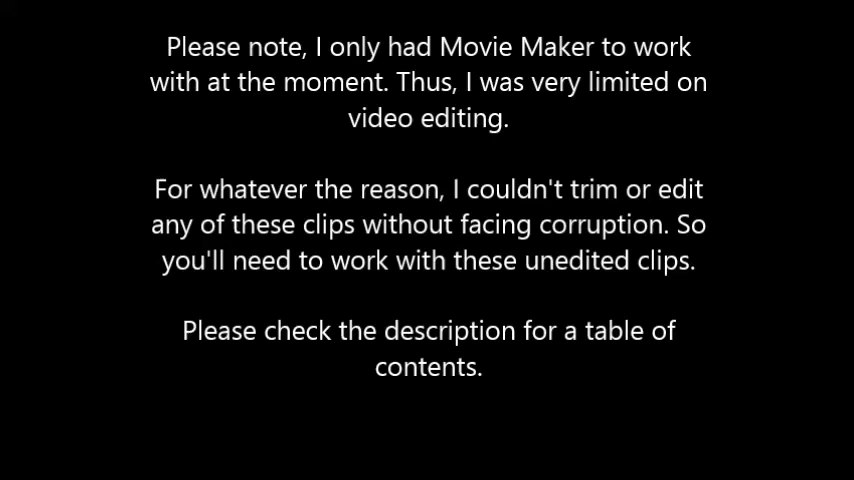 Please note, I only had Movie Maker to work
with at the moment. Thus, I was very limited on
video editing.
For whatever the reason, I couldn't trim or edit
any of these clips without facing corruption. So
you'll need to work with these unedited clips.
Please check the description for a table of
contents.